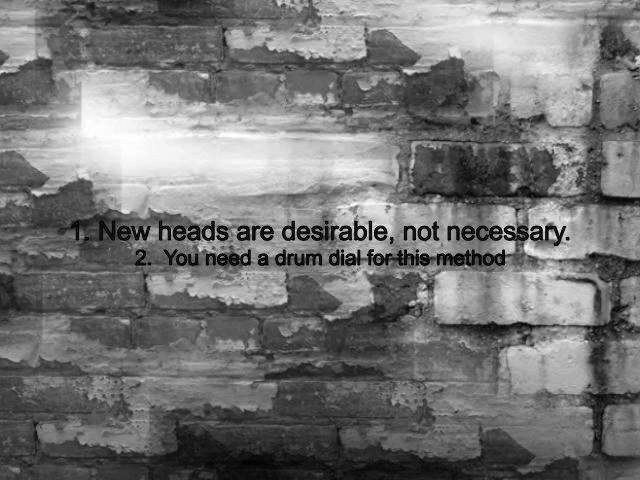 1. New heads are desirable, not necessary.
2. You need a drum dial for this method